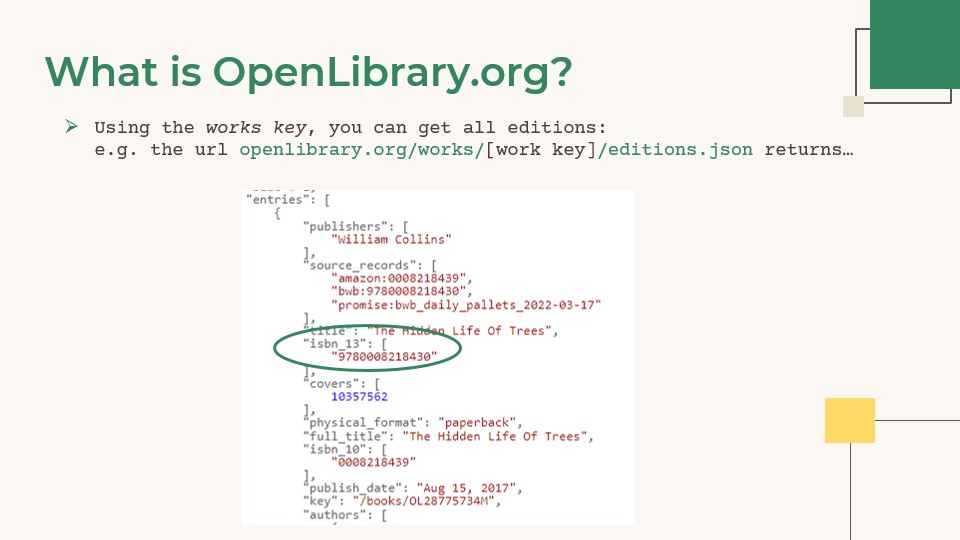 What is OpenLibrary.org?
Using the works key, you can get all editions:
e.g. the url openlibrary.org/works/[work key]/editions.json returns…
"entries": [
{
"publishers": [
"William Collins"
],
"source_records": [
"amazon:0008218439",
"bwb:9780008218430",
"promise:bwb_daily_pallets_2022-03-17"
],
"title": "The Hidden Life Of Trees",
"isbn_13": [
"9780008218430"
],
"covers": [
10357562
],
"physical_format": "paperback",
"full_title": "The Hidden Life Of Trees",
"isbn_10": [
"0008218439"
],
"publish_date": "Aug 15, 2017",
"key": "/books/OL28775734M",
"authors": [